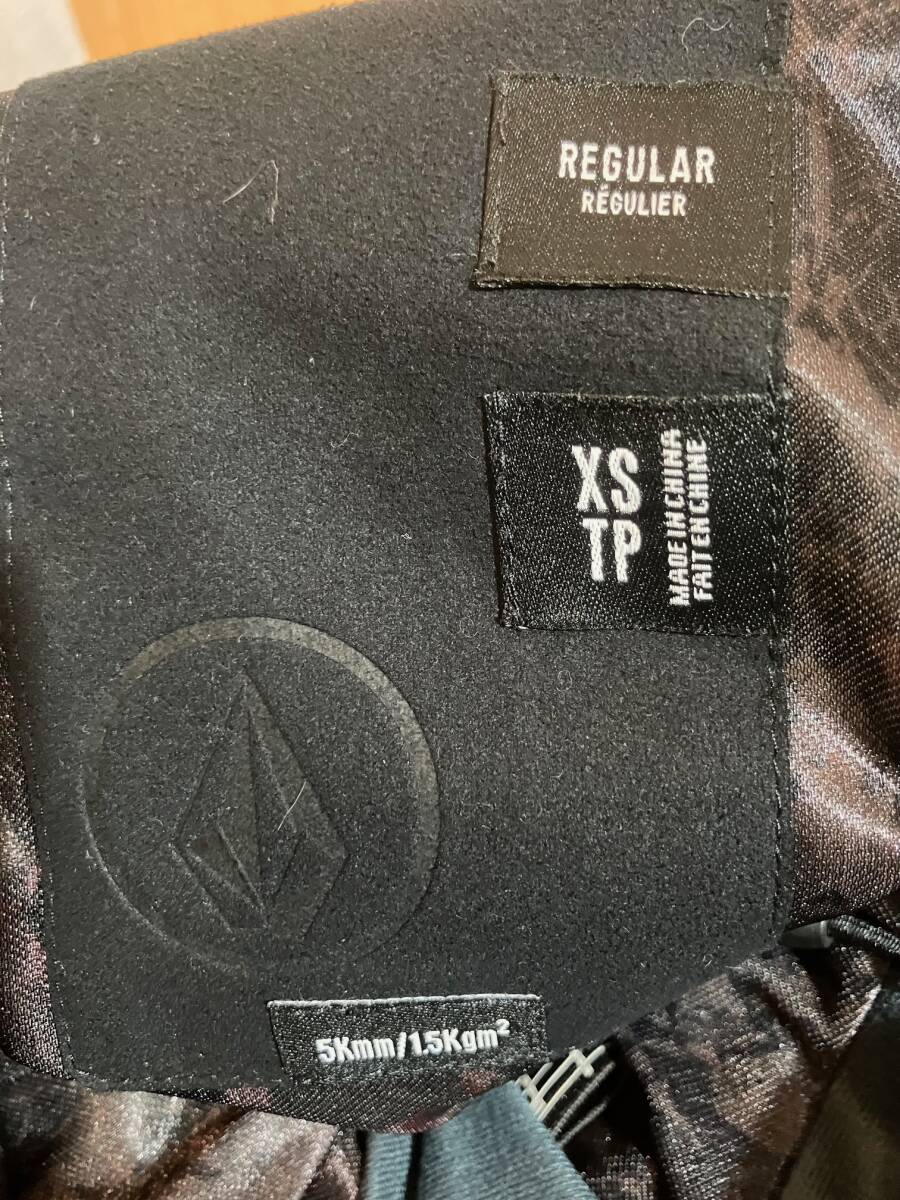 REGULAR
RÉGULIER
XS
TP
MADE IN CHINA
FAIT EN CHINE
5Kmm/1.5Kgm²